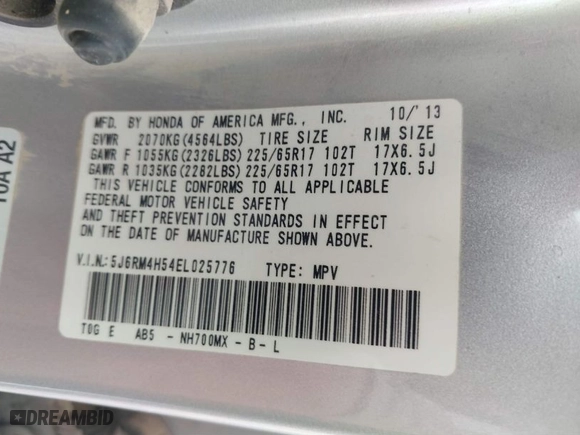 MFD. BY HONDA OF AMERICA MFG., INC. 10/'13
GVWR 2070KG(4564LBS) TIRE SIZE RIM SIZE
GAWR F 1055KG(2326LBS) 225/65R17 102T 17X6.5J
GAWR R 1035KG(2282LBS) 225/65R17 102T 17X6.5J
THIS VEHICLE CONFORMS TO ALL APPLICABLE
FEDERAL MOTOR VEHICLE SAFETY
AND THEFT PREVENTION STANDARDS IN EFFECT
ON THE DATE OF MANUFACTURE SHOWN ABOVE.
V.I.N.:5J6RM4H54EL025776 TYPE: MPV
T0G E AB5 - NH700MX - B - L
10A A2
DREAMBID